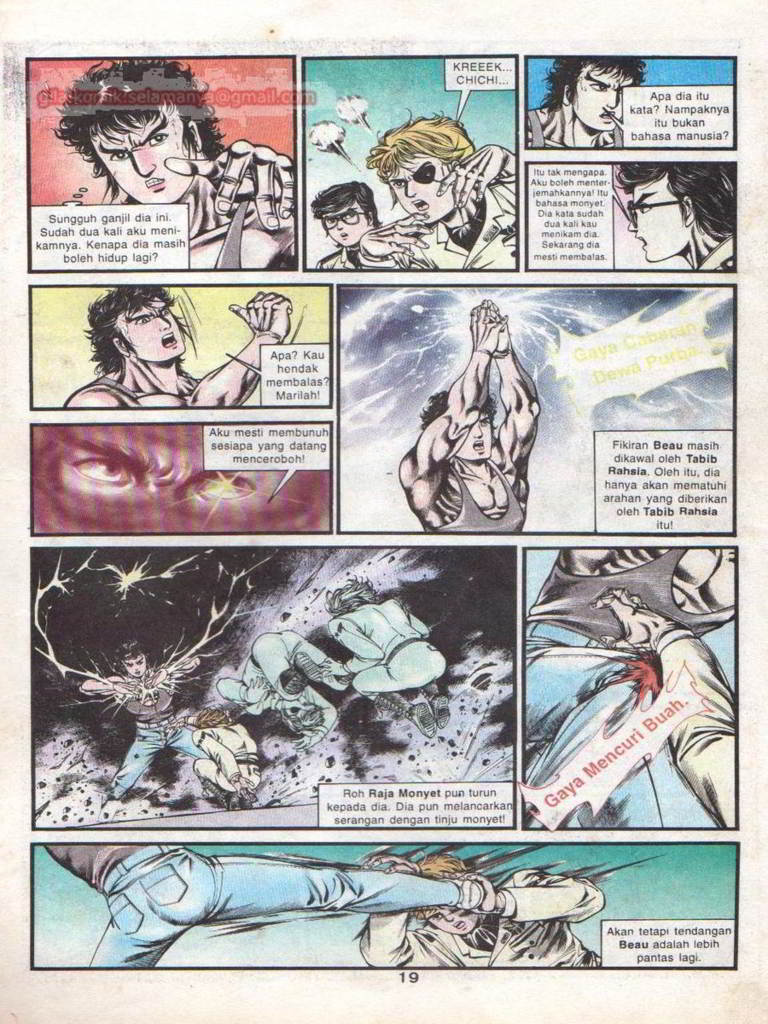 gilakomik.selamanya@gmail.com
Sungguh ganjil dia ini.
Sudah dua kali aku meni-
kamnya. Kenapa dia masih
boleh hidup lagi?
KREEEK...
CHICHI...
Apa dia itu
kata? Nampaknya
itu bukan
bahasa manusia?
Itu tak mengapa.
Aku boleh menter-
jemahkannya! Itu
bahasa monyet.
Dia kata sudah
dua kali kau
menikam dia.
Sekarang dia
mesti membalas.
Apa? Kau
hendak
membalas?
Marilah!
Aku mesti membunuh
sesiapa yang datang
menceroboh!
Gaya Cabaran
Dewa Purba.
Fikiran Beau masih
dikawal oleh Tabib
Rahsia. Oleh itu, dia
hanya akan mematuhi
arahan yang diberikan
oleh Tabib Rahsia
itu!
Roh Raja Monyet pun turun
kepada dia. Dia pun melancarkan
serangan dengan tinju monyet!
Gaya Mencuri Buah.
Akan tetapi tendangan
Beau adalah lebih
pantas lagi.
19